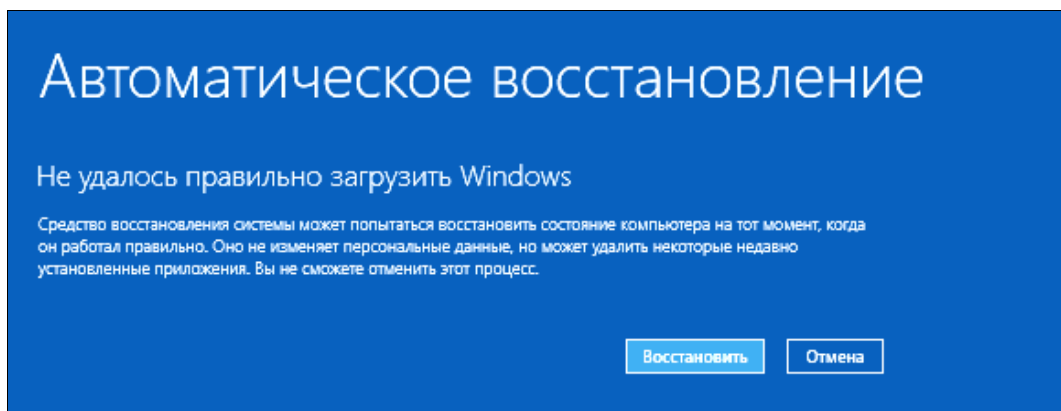 Автоматическое восстановление
Не удалось правильно загрузить Windows
Средство восстановления системы может попытаться восстановить состояние компьютера на тот момент, когда
он работал правильно. Оно не изменяет персональные данные, но может удалить некоторые недавно
установленные приложения. Вы не сможете отменить этот процесс.
Восстановить
Отмена